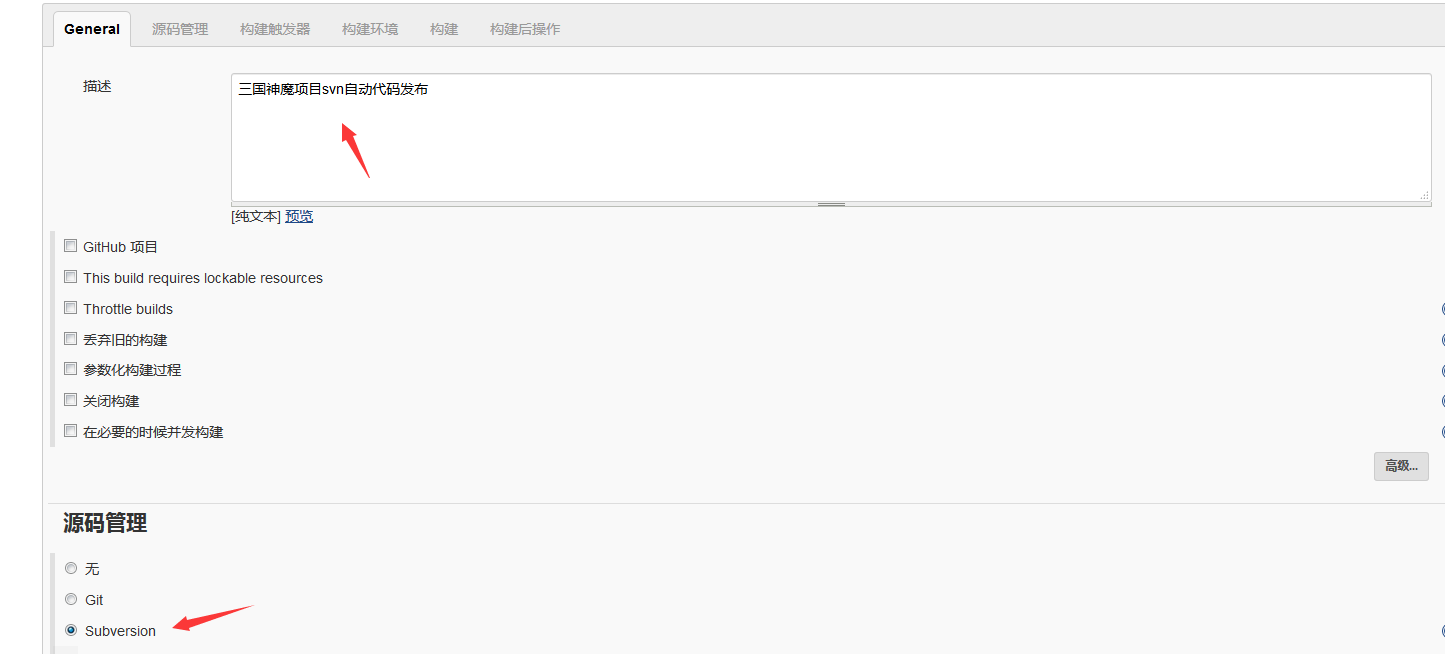 General 源码管理 构建触发器 构建环境 构建 构建后操作
描述
三国神魔项目svn自动代码发布
[纯文本] 预览
GitHub 项目
This build requires lockable resources
Throttle builds
丢弃旧的构建
参数化构建过程
关闭构建
在必要的时候并发构建
高级...
源码管理
无
Git
Subversion